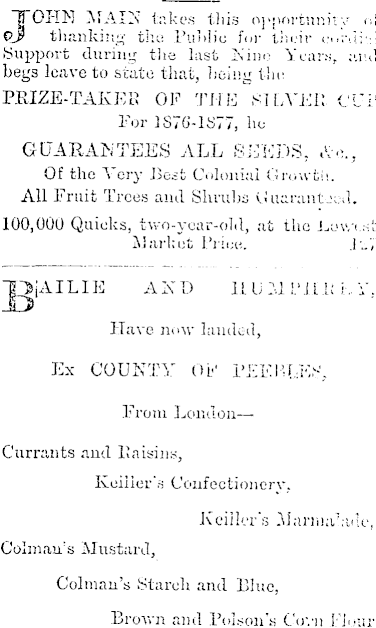 JOHN MAIN takes this opportunity of
thanking the Public for their cordial
Support during the last Nine Years, and
begs leave to state that, being the
PRIZE-TAKER OF THE SILVER CUP
For 1876-1877, he
GUARANTEES ALL SEEDS, &c.,
Of the Very Best Colonial Growth.
All Fruit Trees and Shrubs Guaranteed.
100,000 Quicks, two-year-old, at the Lowest
Market Price.
BAILIE AND HUMPHREY,
Have now landed,
Ex COUNTY OF PEEBLES,
From London—
Currants and Raisins,
Keiller's Confectionery,
Keiller's Marmalade,
Colman's Mustard,
Colman's Starch and Blue,
Brown and Polson's Corn Flour